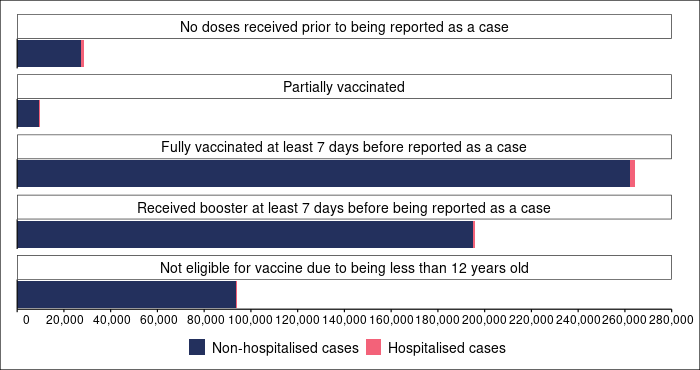 No doses received prior to being reported as a case
Partially vaccinated
Fully vaccinated at least 7 days before reported as a case
Received booster at least 7 days before being reported as a case
Not eligible for vaccine due to being less than 12 years old
0 20,000 40,000 60,000 80,000 100,000 120,000 140,000 160,000 180,000 200,000 220,000 240,000 260,000 280,000
Non-hospitalised cases Hospitalised cases